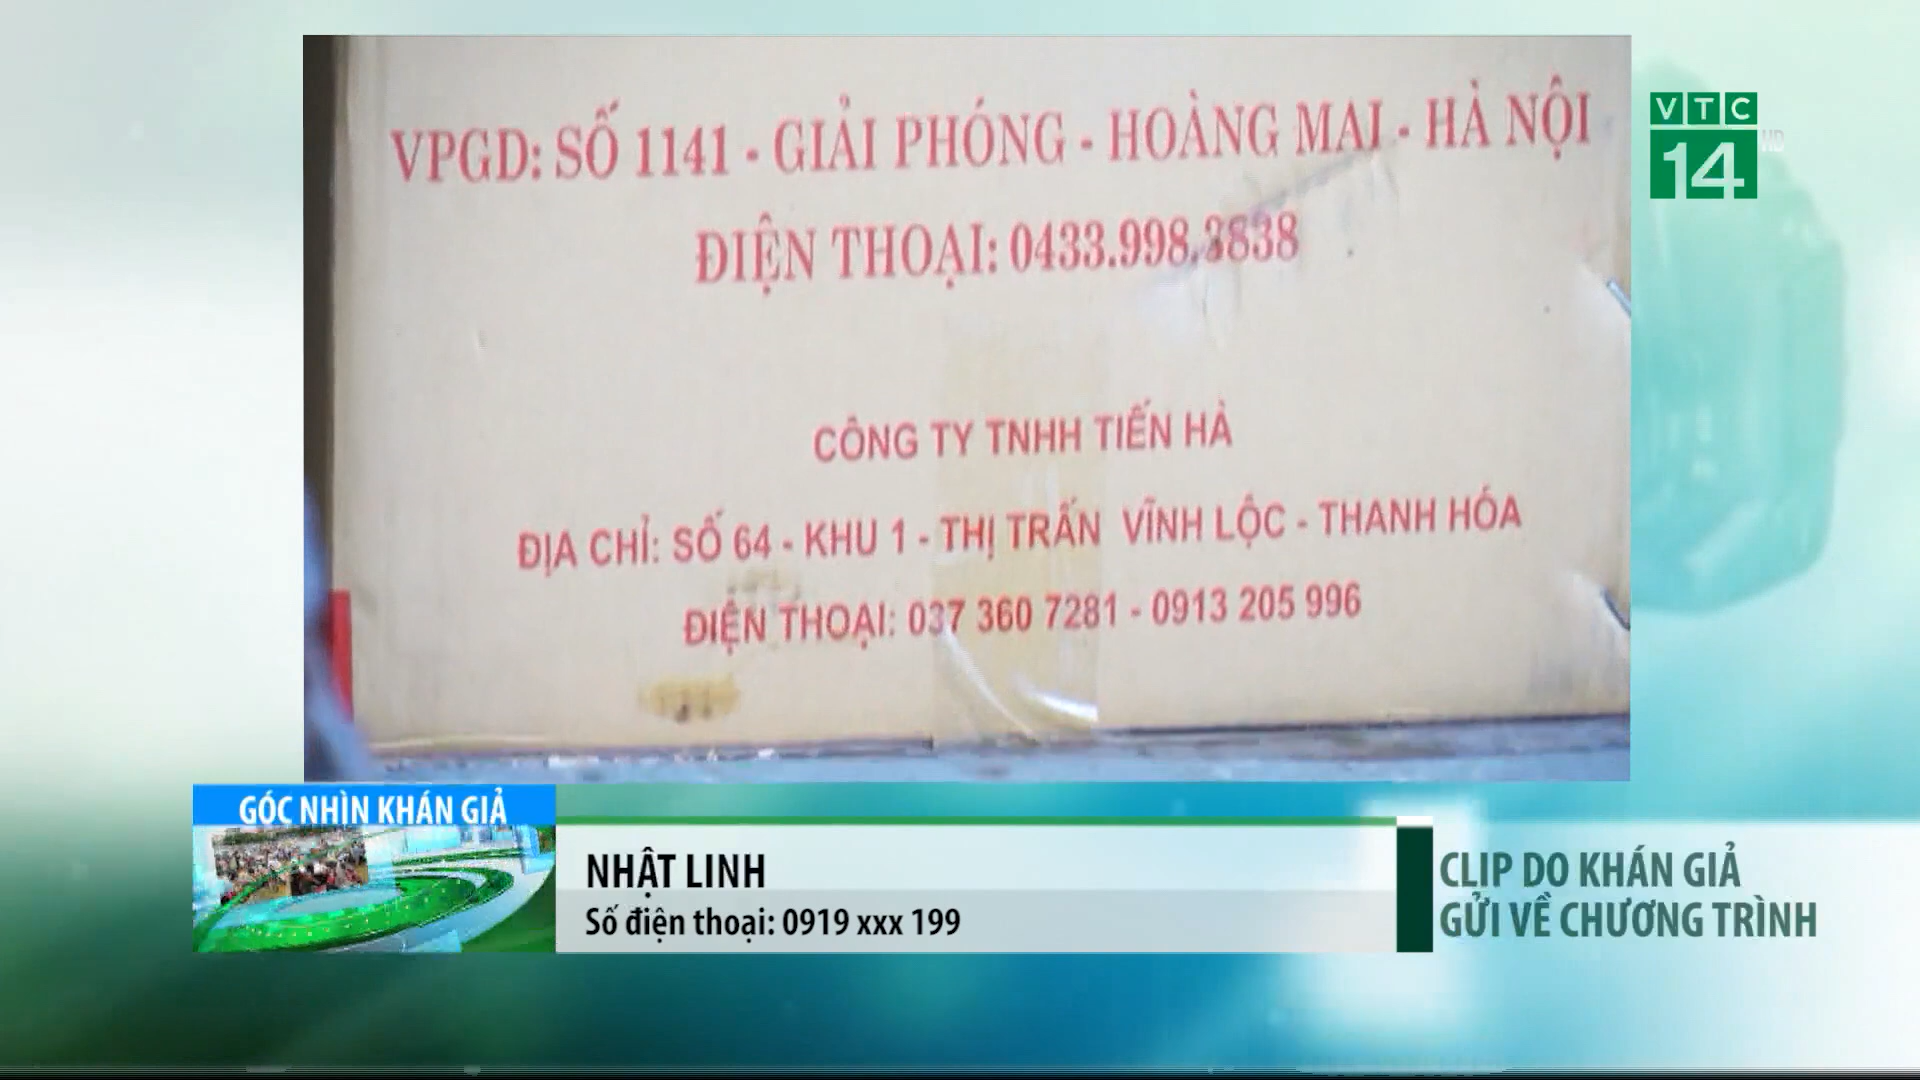 VPGD: SỐ 1141 - GIẢI PHÓNG - HOÀNG MAI - HÀ NỘI
ĐIỆN THOẠI: 0433.998.3838
CÔNG TY TNHH TIẾN HÀ
ĐỊA CHỈ: SỐ 64 - KHU 1 - THỊ TRẤN VĨNH LỘC - THANH HÓA
ĐIỆN THOẠI: 037 360 7281 - 0913 205 996
VTC
14
HD
GÓC NHÌN KHÁN GIẢ
NHẬT LINH
Số điện thoại: 0919 xxx 199
CLIP DO KHÁN GIẢ
GỬI VỀ CHƯƠNG TRÌNH